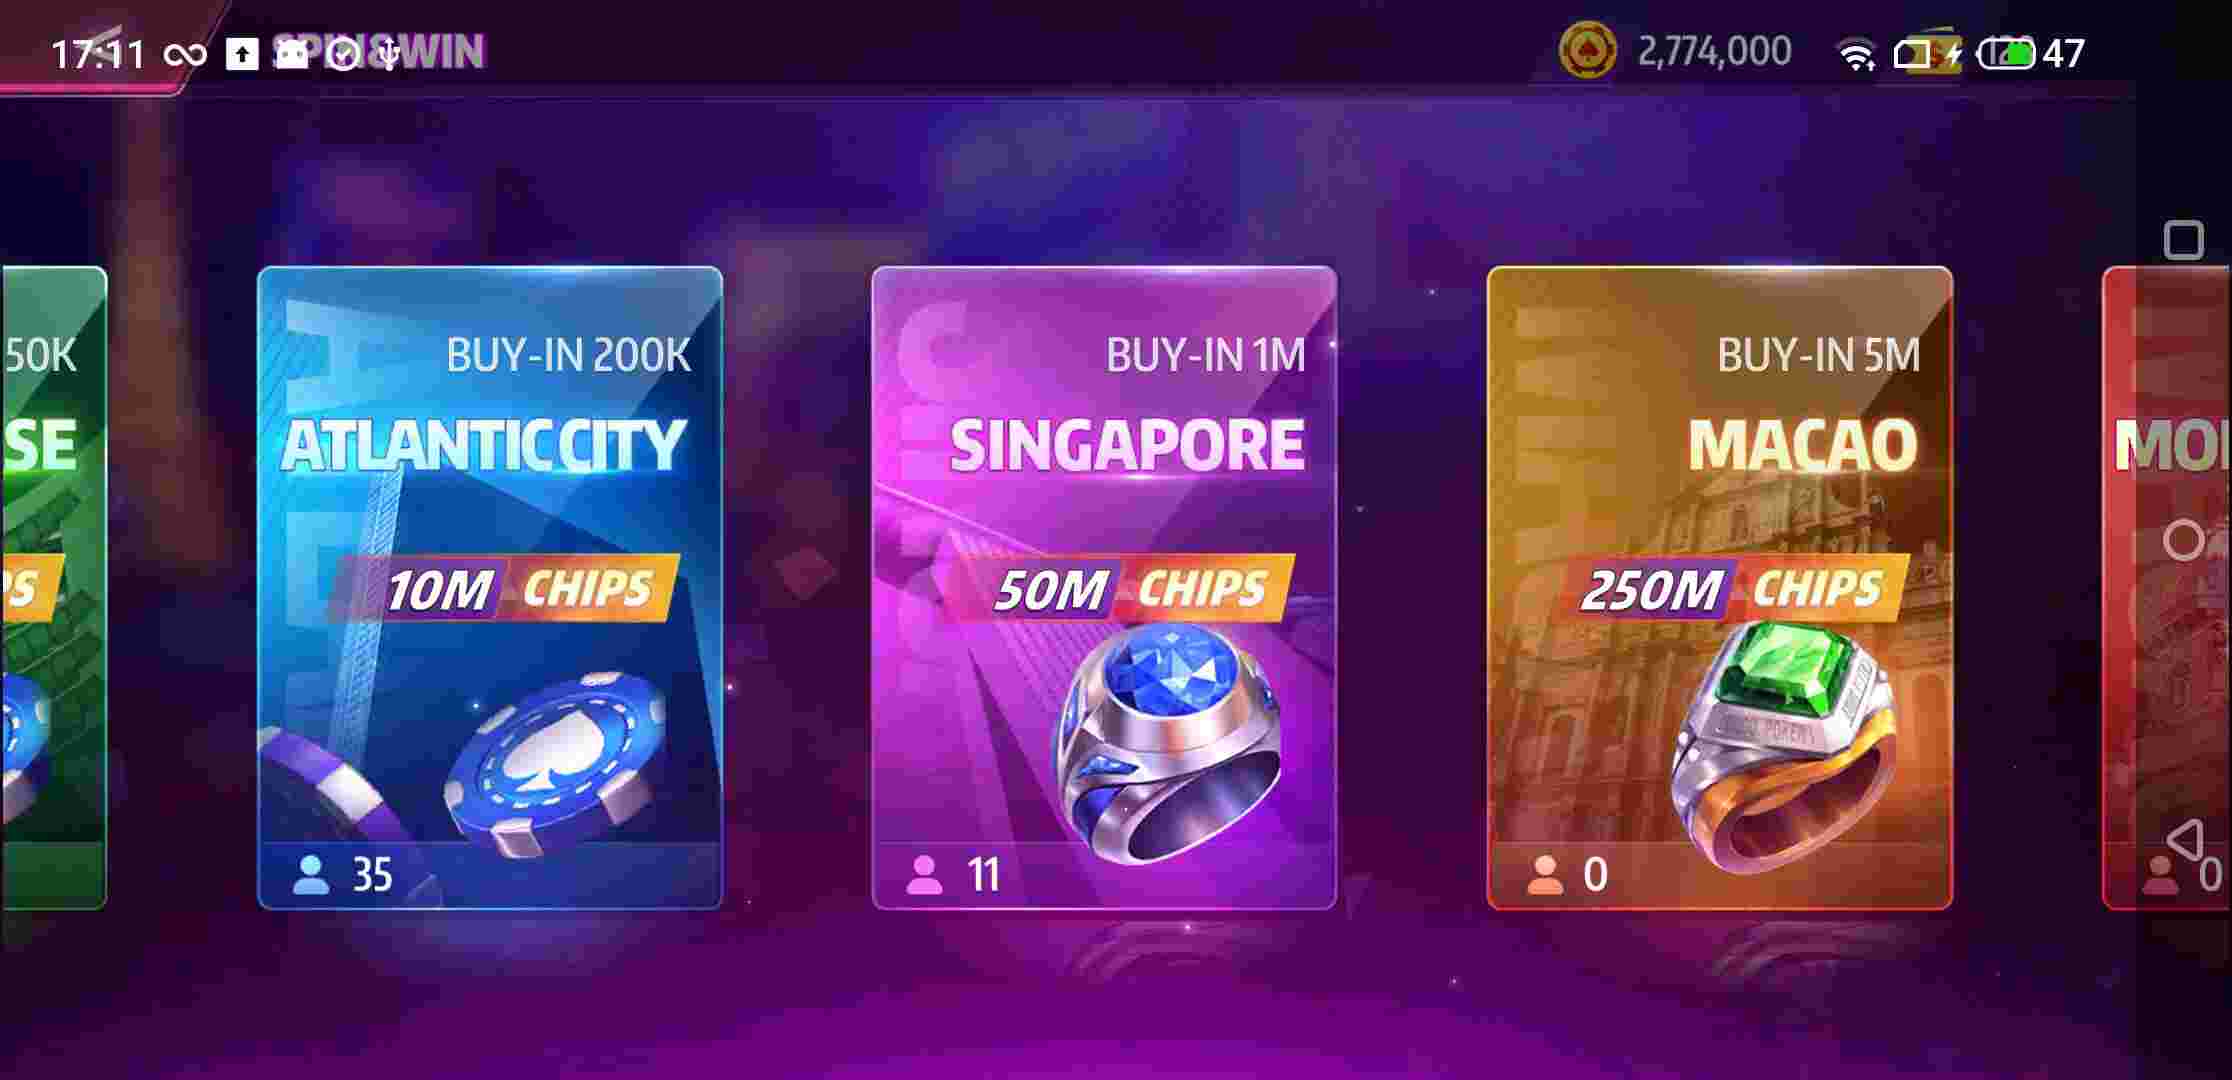 17:11
SPIN&WIN
2,774,000
47
50K
SE
PS
BUY-IN 200K
ATLANTIC CITY
10M CHIPS
35
BUY-IN 1M
SINGAPORE
50M CHIPS
11
BUY-IN 5M
MACAO
250M CHIPS
0
MO
0